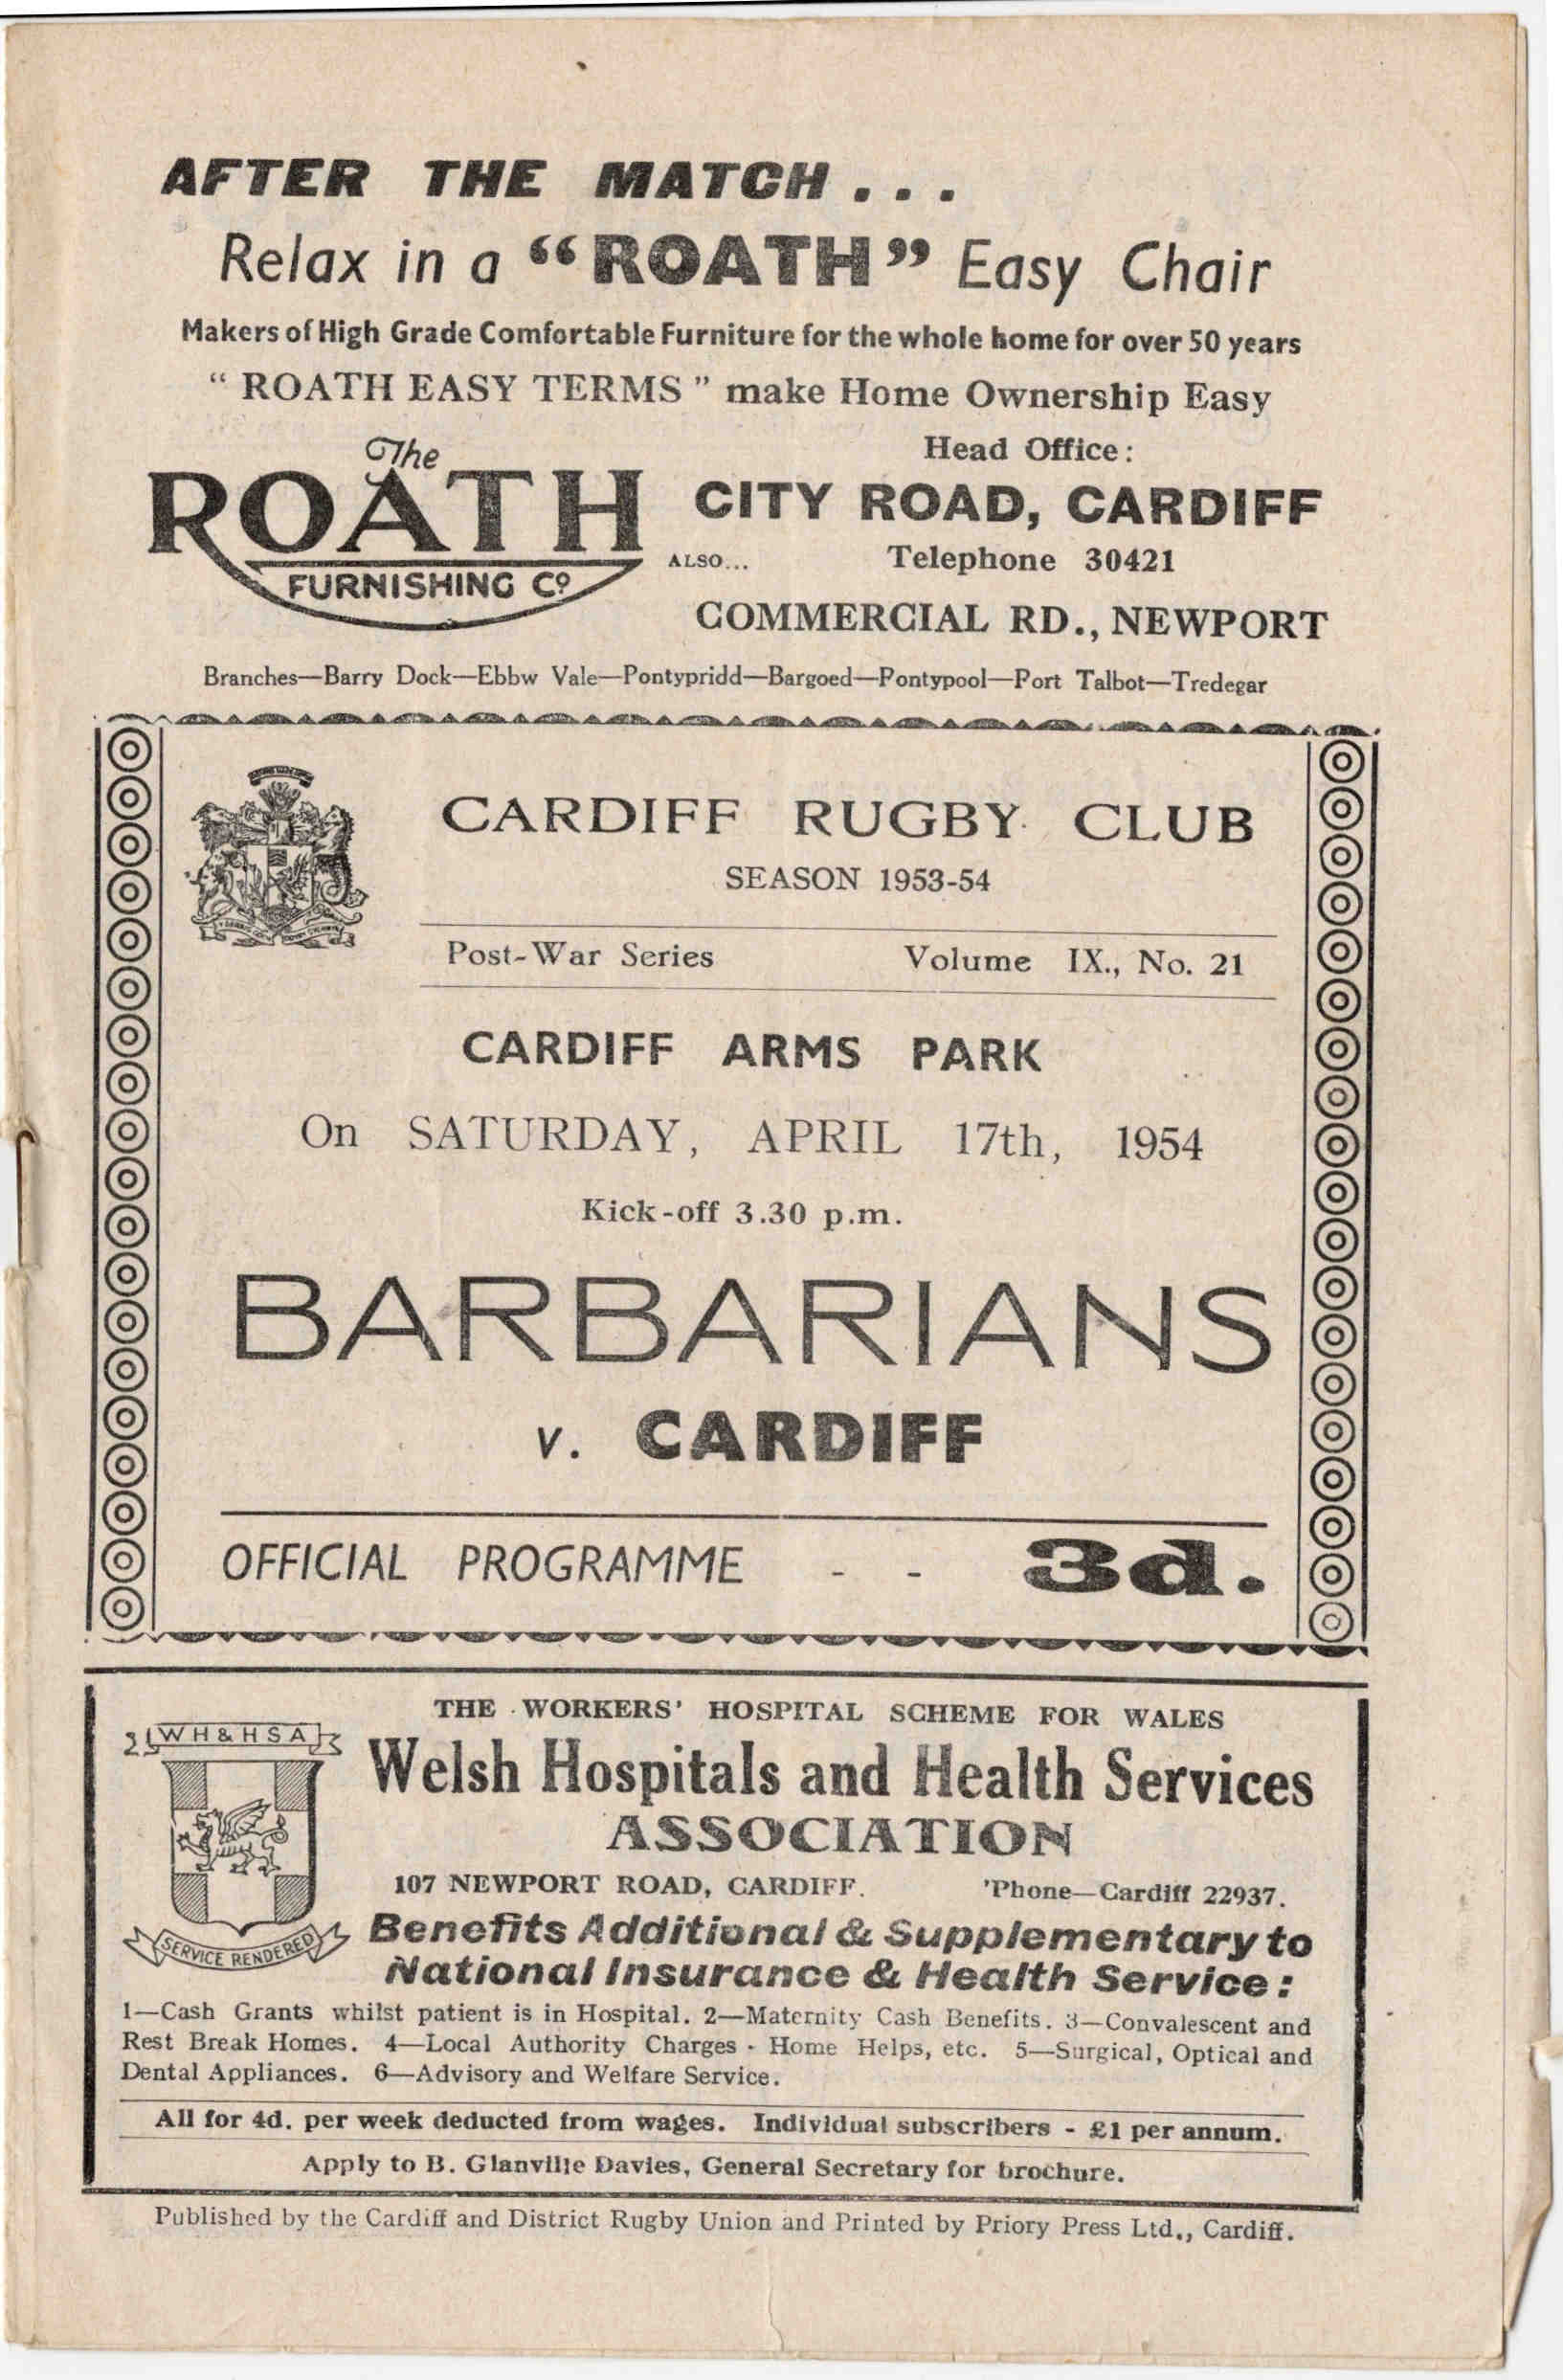 AFTER THE MATCH...
Relax in a “ROATH” Easy Chair
Makers of High Grade Comfortable Furniture for the whole home for over 50 years
“ ROATH EASY TERMS ” make Home Ownership Easy
The
ROATH
FURNISHING Co
Head Office:
CITY ROAD, CARDIFF
ALSO... Telephone 30421
COMMERCIAL RD., NEWPORT
Branches—Barry Dock—Ebbw Vale—Pontypridd—Bargoed—Pontypool—Port Talbot—Tredegar
CARDIFF RUGBY CLUB
SEASON 1953-54
Post-War Series Volume IX., No. 21
CARDIFF ARMS PARK
On SATURDAY, APRIL 17th, 1954
Kick-off 3.30 p.m.
BARBARIANS
v. CARDIFF
OFFICIAL PROGRAMME - - 3d.
THE WORKERS' HOSPITAL SCHEME FOR WALES
WH&HSA
Welsh Hospitals and Health Services
ASSOCIATION
107 NEWPORT ROAD, CARDIFF. 'Phone—Cardiff 22937.
SERVICE RENDERED
Benefits Additional & Supplementary to
National Insurance & Health Service:
1—Cash Grants whilst patient is in Hospital. 2—Maternity Cash Benefits. 3—Convalescent and
Rest Break Homes. 4—Local Authority Charges - Home Helps, etc. 5—Surgical, Optical and
Dental Appliances. 6—Advisory and Welfare Service.
All for 4d. per week deducted from wages. Individual subscribers - £1 per annum.
Apply to B. Glanville Davies, General Secretary for brochure.
Published by the Cardiff and District Rugby Union and Printed by Priory Press Ltd., Cardiff.